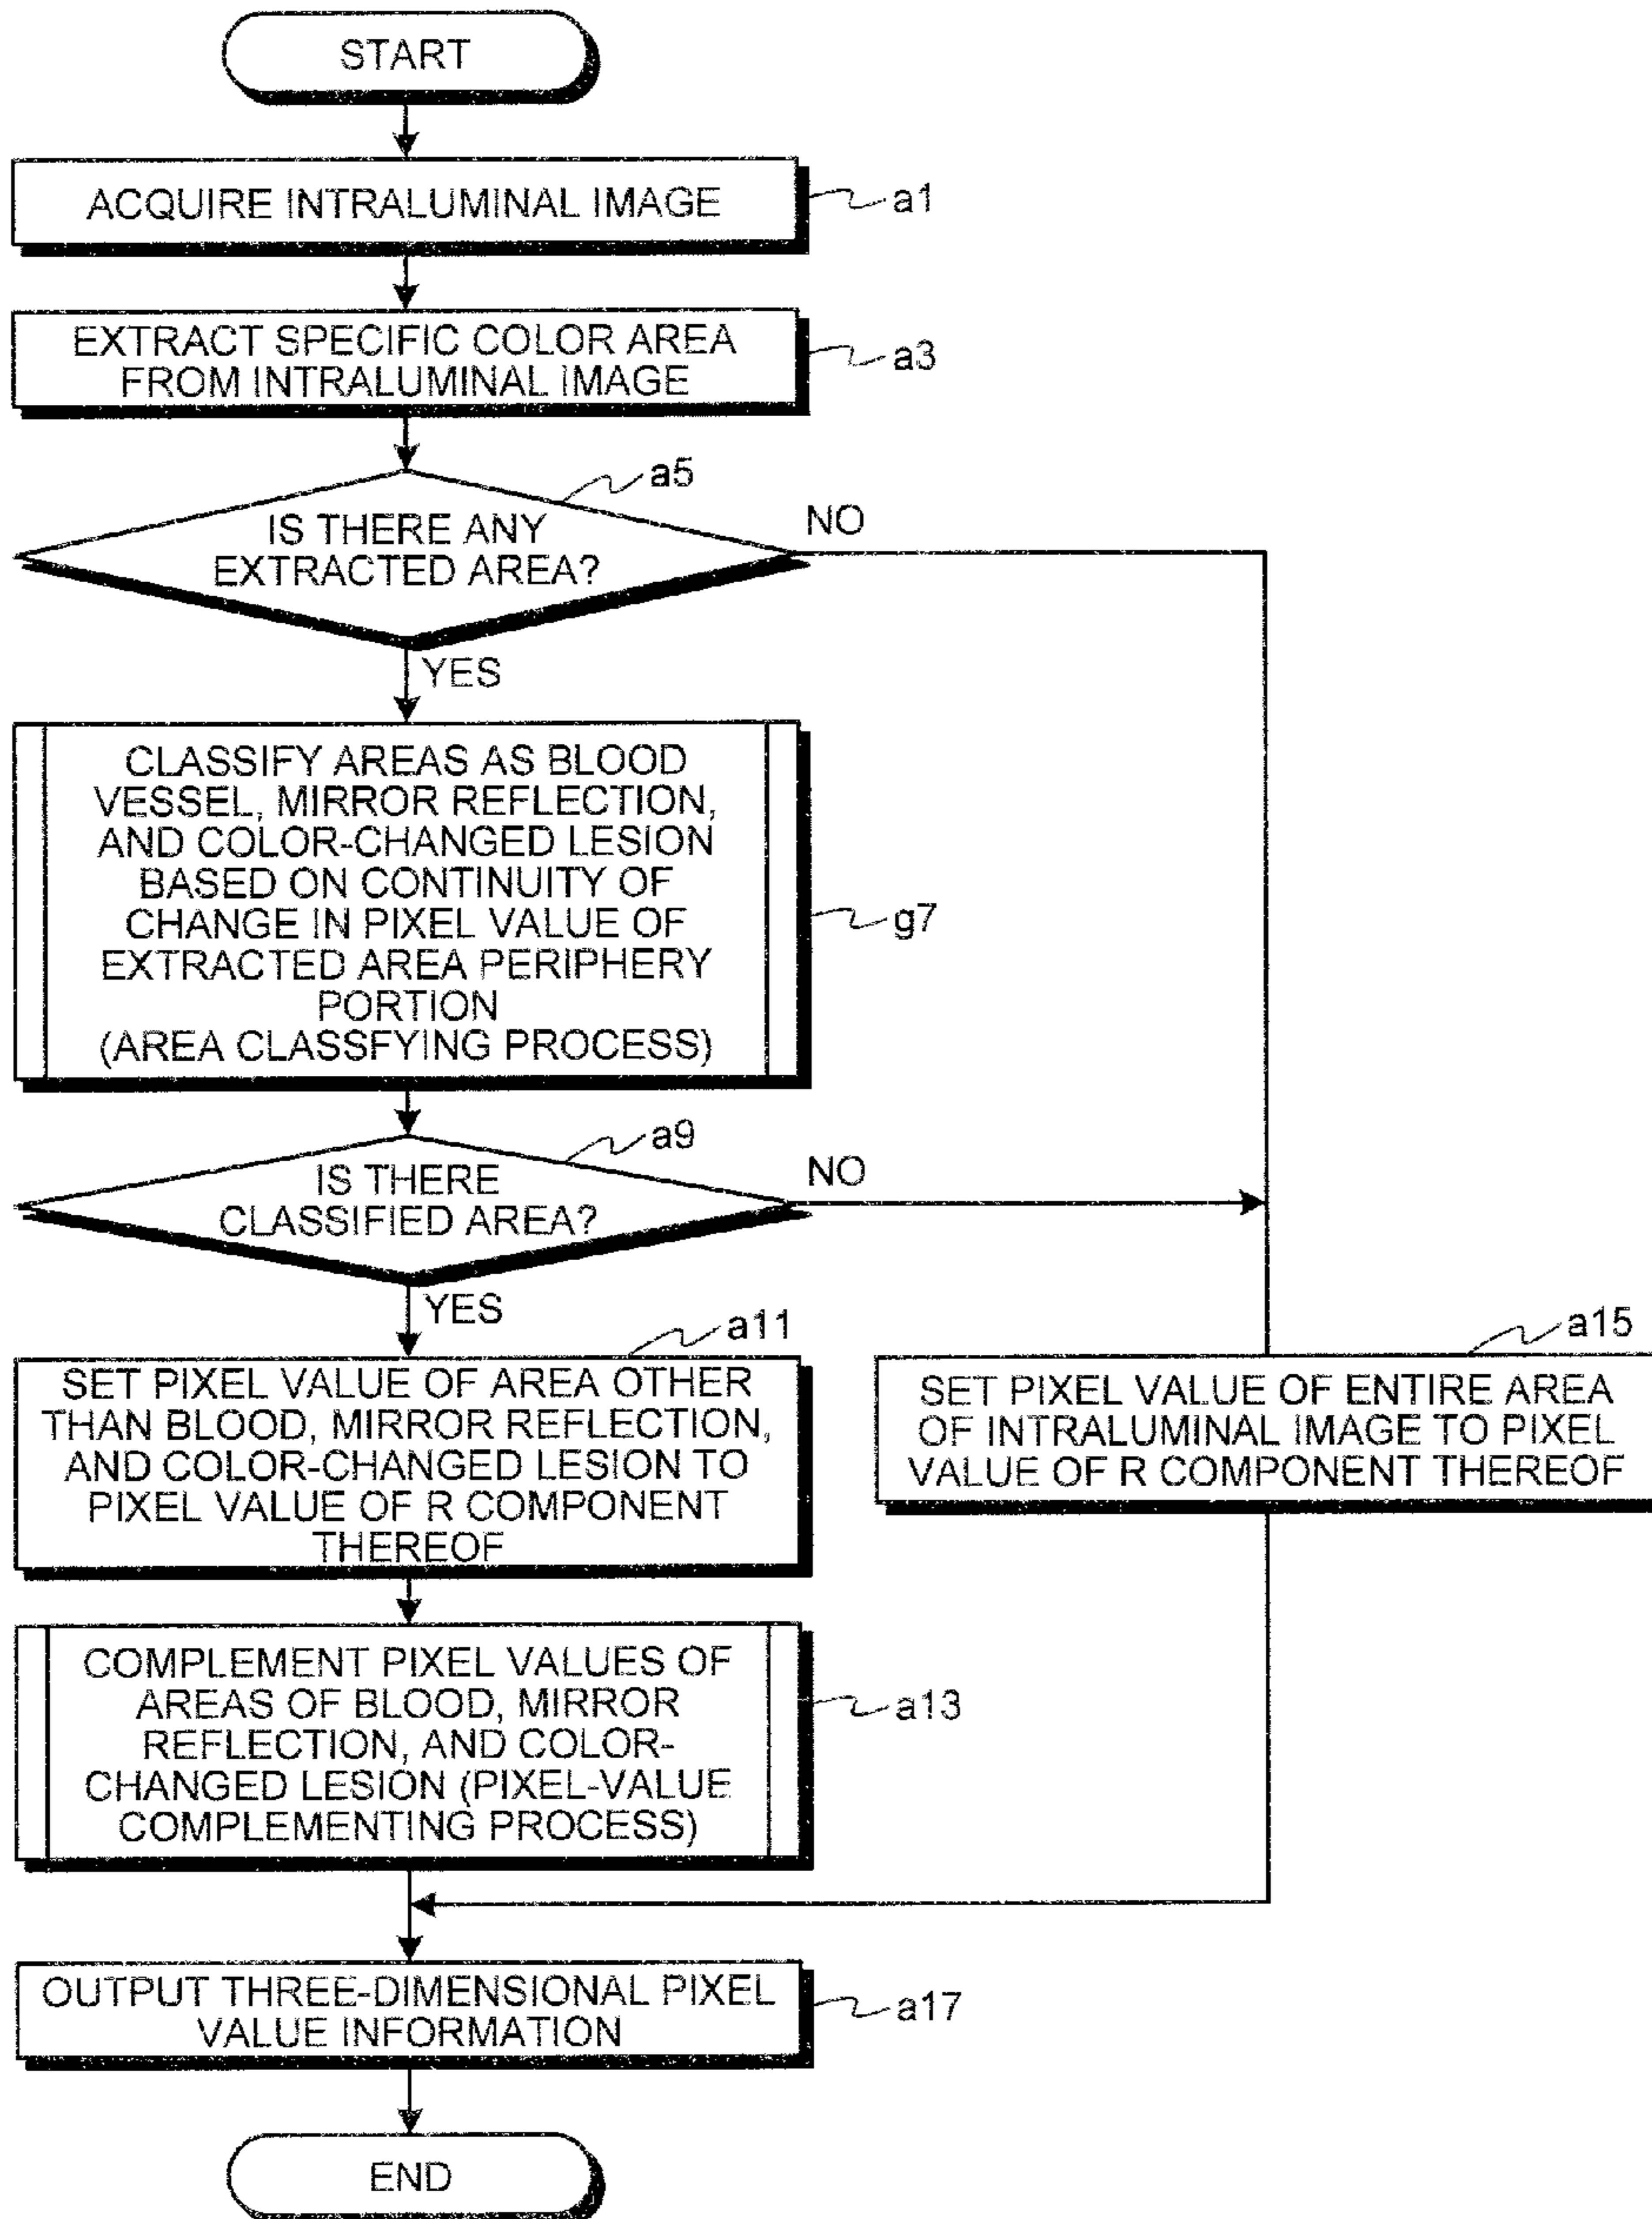 START
ACQUIRE INTRALUMINAL IMAGE
a1
EXTRACT SPECIFIC COLOR AREA
FROM INTRALUMINAL IMAGE
a3
a5
IS THERE ANY
EXTRACTED AREA?
NO
YES
CLASSIFY AREAS AS BLOOD
VESSEL, MIRROR REFLECTION,
AND COLOR-CHANGED LESION
BASED ON CONTINUITY OF
CHANGE IN PIXEL VALUE OF
EXTRACTED AREA PERIPHERY
PORTION
(AREA CLASSFYING PROCESS)
g7
a9
IS THERE
CLASSIFIED AREA?
NO
YES
a11
SET PIXEL VALUE OF AREA OTHER
THAN BLOOD, MIRROR REFLECTION,
AND COLOR-CHANGED LESION TO
PIXEL VALUE OF R COMPONENT
THEREOF
a15
SET PIXEL VALUE OF ENTIRE AREA
OF INTRALUMINAL IMAGE TO PIXEL
VALUE OF R COMPONENT THEREOF
COMPLEMENT PIXEL VALUES OF
AREAS OF BLOOD, MIRROR
REFLECTION, AND COLOR-
CHANGED LESION (PIXEL-VALUE
COMPLEMENTING PROCESS)
a13
OUTPUT THREE-DIMENSIONAL PIXEL
VALUE INFORMATION
a17
END